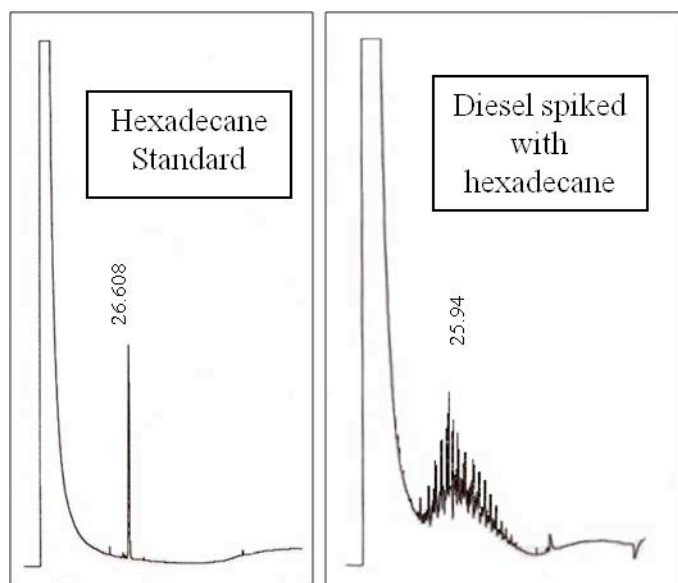 Hexadecane
Standard
26.608
Diesel spiked
with
hexadecane
25.94